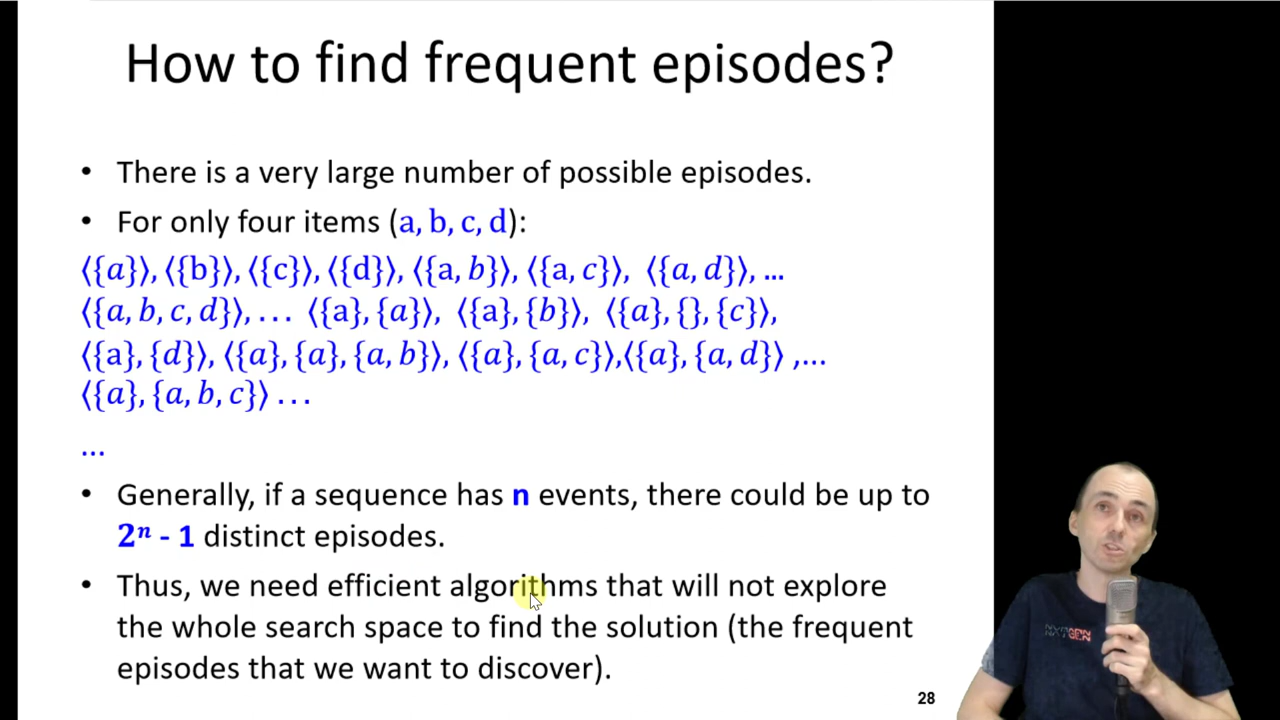 How to find frequent episodes?
• There is a very large number of possible episodes.
• For only four items (a, b, c, d):
⟨{a}⟩, ⟨{b}⟩, ⟨{c}⟩, ⟨{d}⟩, ⟨{a, b}⟩, ⟨{a, c}⟩, ⟨{a, d}⟩, ...
⟨{a, b, c, d}⟩, ... ⟨{a}, {a}⟩, ⟨{a}, {b}⟩, ⟨{a}, {}, {c}⟩,
⟨{a}, {d}⟩, ⟨{a}, {a}, {a, b}⟩, ⟨{a}, {a, c}⟩,⟨{a}, {a, d}⟩ ,...
⟨{a}, {a, b, c}⟩ ...
...
• Generally, if a sequence has n events, there could be up to
2ⁿ - 1 distinct episodes.
• Thus, we need efficient algorithms that will not explore
the whole search space to find the solution (the frequent
episodes that we want to discover).
28